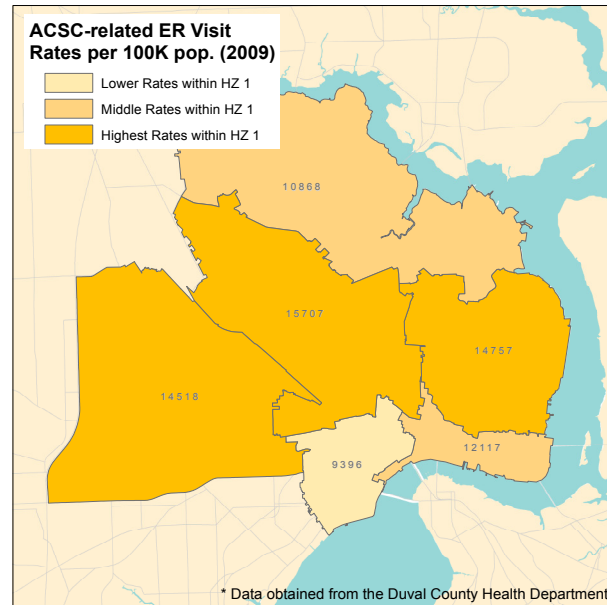 ACSC-related ER Visit
Rates per 100K pop. (2009)
Lower Rates within HZ 1
Middle Rates within HZ 1
Highest Rates within HZ 1
10868
15707
14757
14518
12117
9396
* Data obtained from the Duval County Health Department